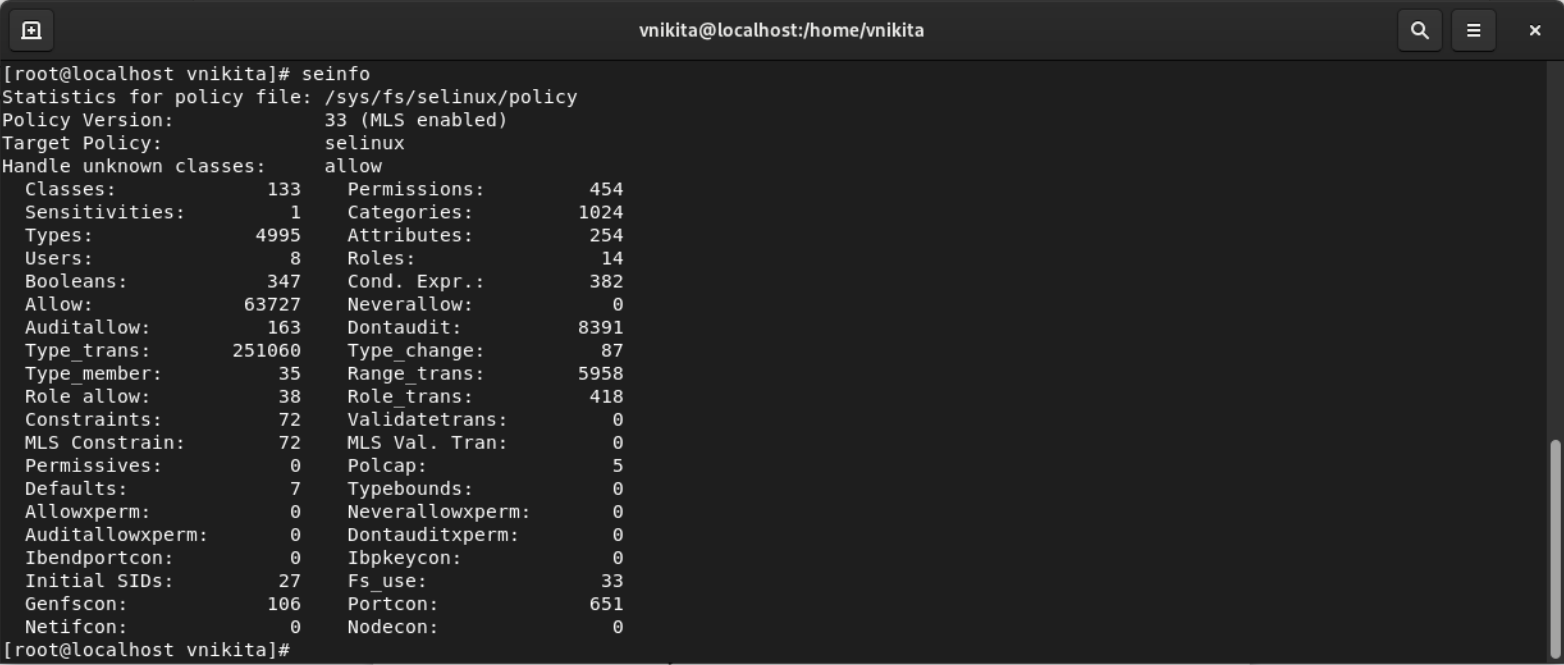 vnikita@localhost:/home/vnikita
[root@localhost vnikita]# seinfo
Statistics for policy file: /sys/fs/selinux/policy
Policy Version:             33 (MLS enabled)
Target Policy:              selinux
Handle unknown classes:     allow
  Classes:             133    Permissions:         454
  Sensitivities:         1    Categories:         1024
  Types:              4995    Attributes:          254
  Users:                 8    Roles:                14
  Booleans:            347    Cond. Expr.:         382
  Allow:             63727    Neverallow:            0
  Auditallow:          163    Dontaudit:          8391
  Type_trans:       251060    Type_change:          87
  Type_member:          35    Range_trans:        5958
  Role allow:           38    Role_trans:          418
  Constraints:          72    Validatetrans:         0
  MLS Constrain:        72    MLS Val. Tran:         0
  Permissives:           0    Polcap:                5
  Defaults:              7    Typebounds:            0
  Allowxperm:            0    Neverallowxperm:       0
  Auditallowxperm:       0    Dontauditxperm:        0
  Ibendportcon:          0    Ibpkeycon:             0
  Initial SIDs:         27    Fs_use:               33
  Genfscon:            106    Portcon:             651
  Netifcon:              0    Nodecon:               0
[root@localhost vnikita]#